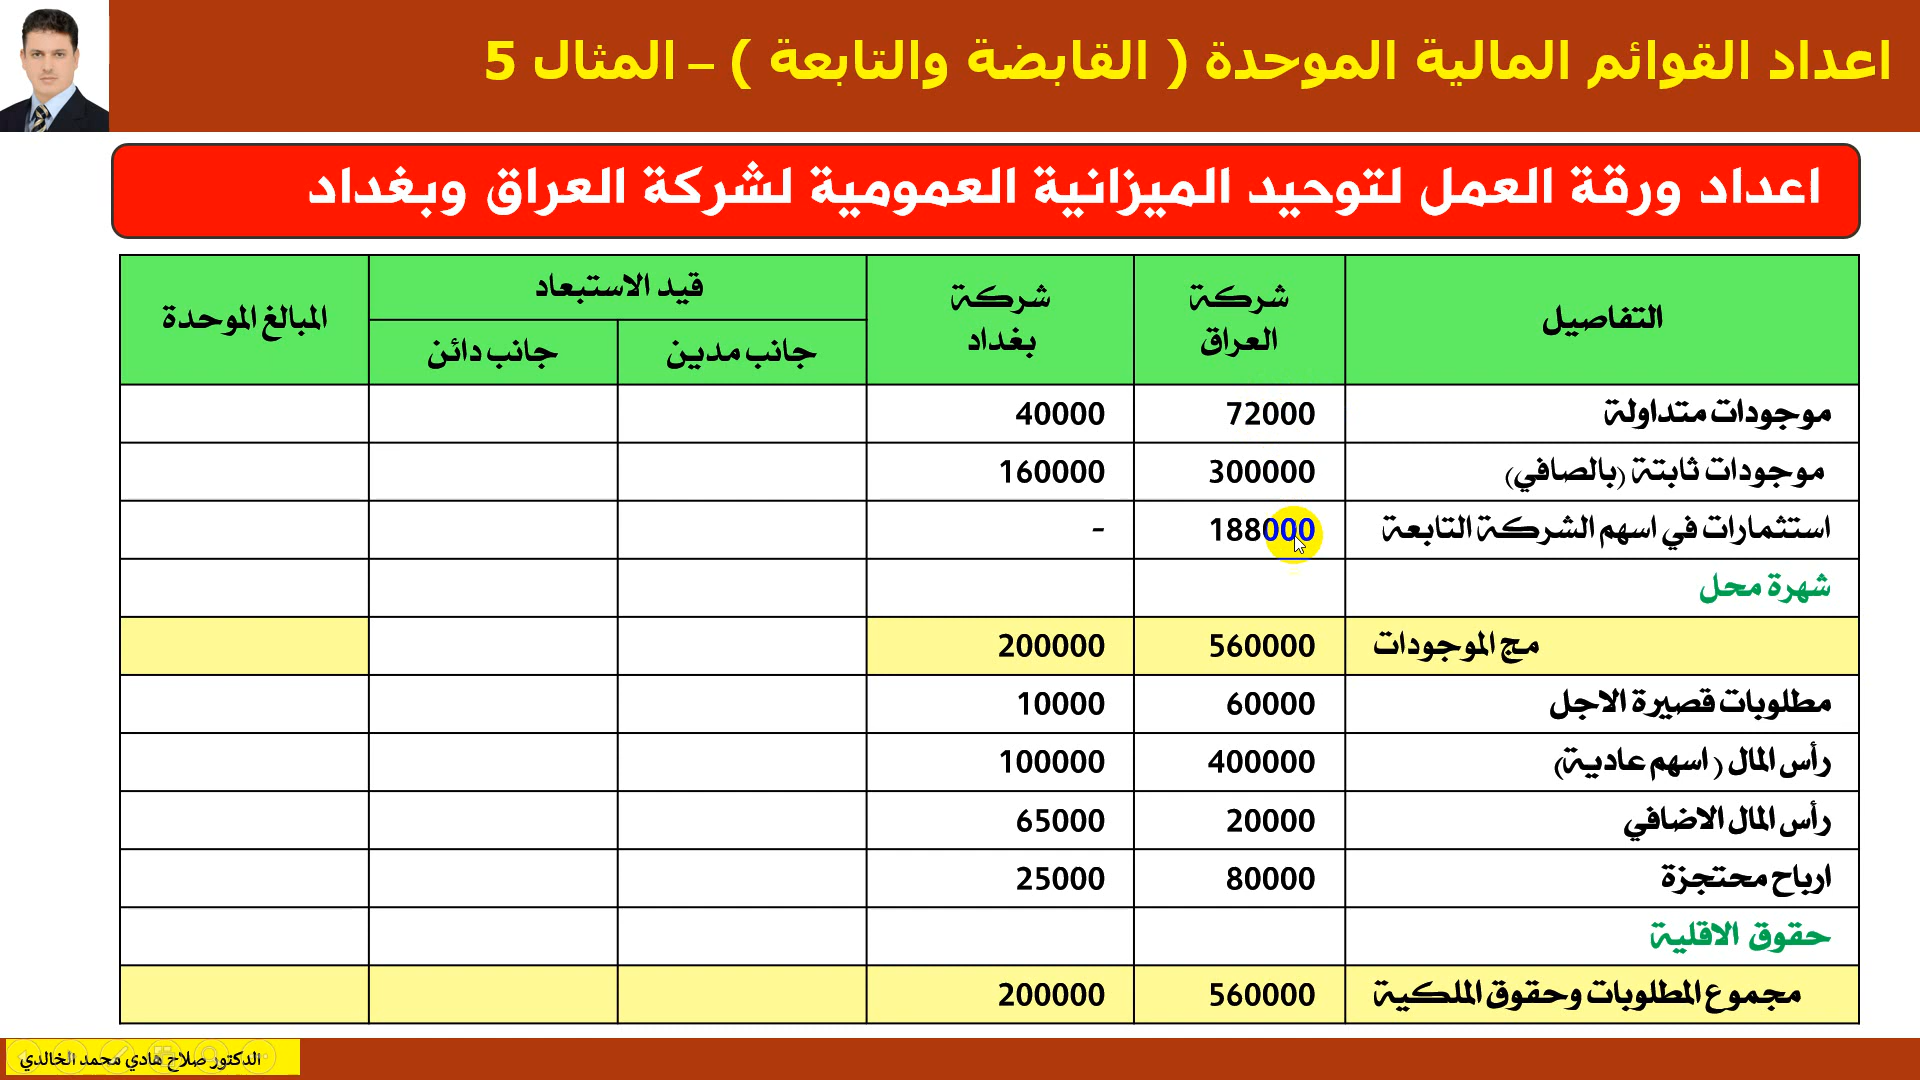 اعداد القوائم المالية الموحدة ( القابضة والتابعة ) – المثال 5
اعداد ورقة العمل لتوحيد الميزانية العمومية لشركة العراق وبغداد
التفاصيل شركة العراق شركة بغداد قيد الاستبعاد المبالغ الموحدة
جانب مدين جانب دائن
موجودات متداولة 72000 40000
موجودات ثابتة (بالصافي) 300000 160000
استثمارات في اسهم الشركة التابعة 188000 -
شهرة محل
مج الموجودات 560000 200000
مطلوبات قصيرة الاجل 60000 10000
رأس المال ( اسهم عادية) 400000 100000
رأس المال الاضافي 20000 65000
ارباح محتجزة 80000 25000
حقوق الاقلية
مجموع المطلوبات وحقوق الملكية 560000 200000
الدكتور صلاح هادي محمد الخالدي